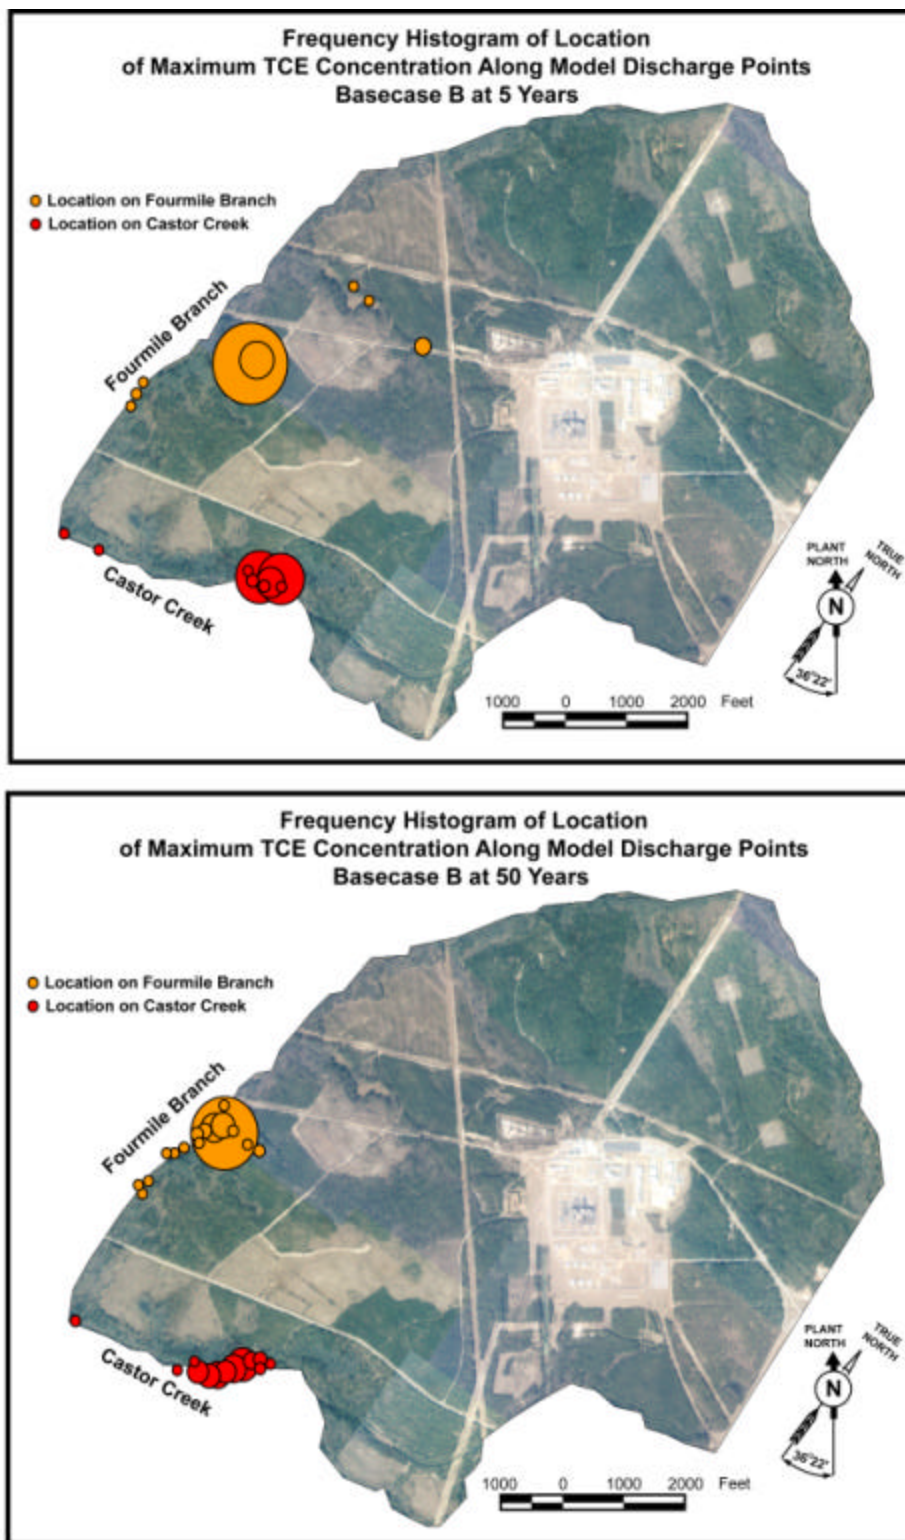 Frequency Histogram of Location
of Maximum TCE Concentration Along Model Discharge Points
Basecase B at 5 Years
Location on Fourmile Branch
Location on Castor Creek
Fourmile Branch
Castor Creek
PLANT
NORTH
TRUE
NORTH
N
36°22'
1000 0 1000 2000 Feet
Frequency Histogram of Location
of Maximum TCE Concentration Along Model Discharge Points
Basecase B at 50 Years
Location on Fourmile Branch
Location on Castor Creek
Fourmile Branch
Castor Creek
PLANT
NORTH
TRUE
NORTH
N
36°22'
1000 0 1000 2000 Feet